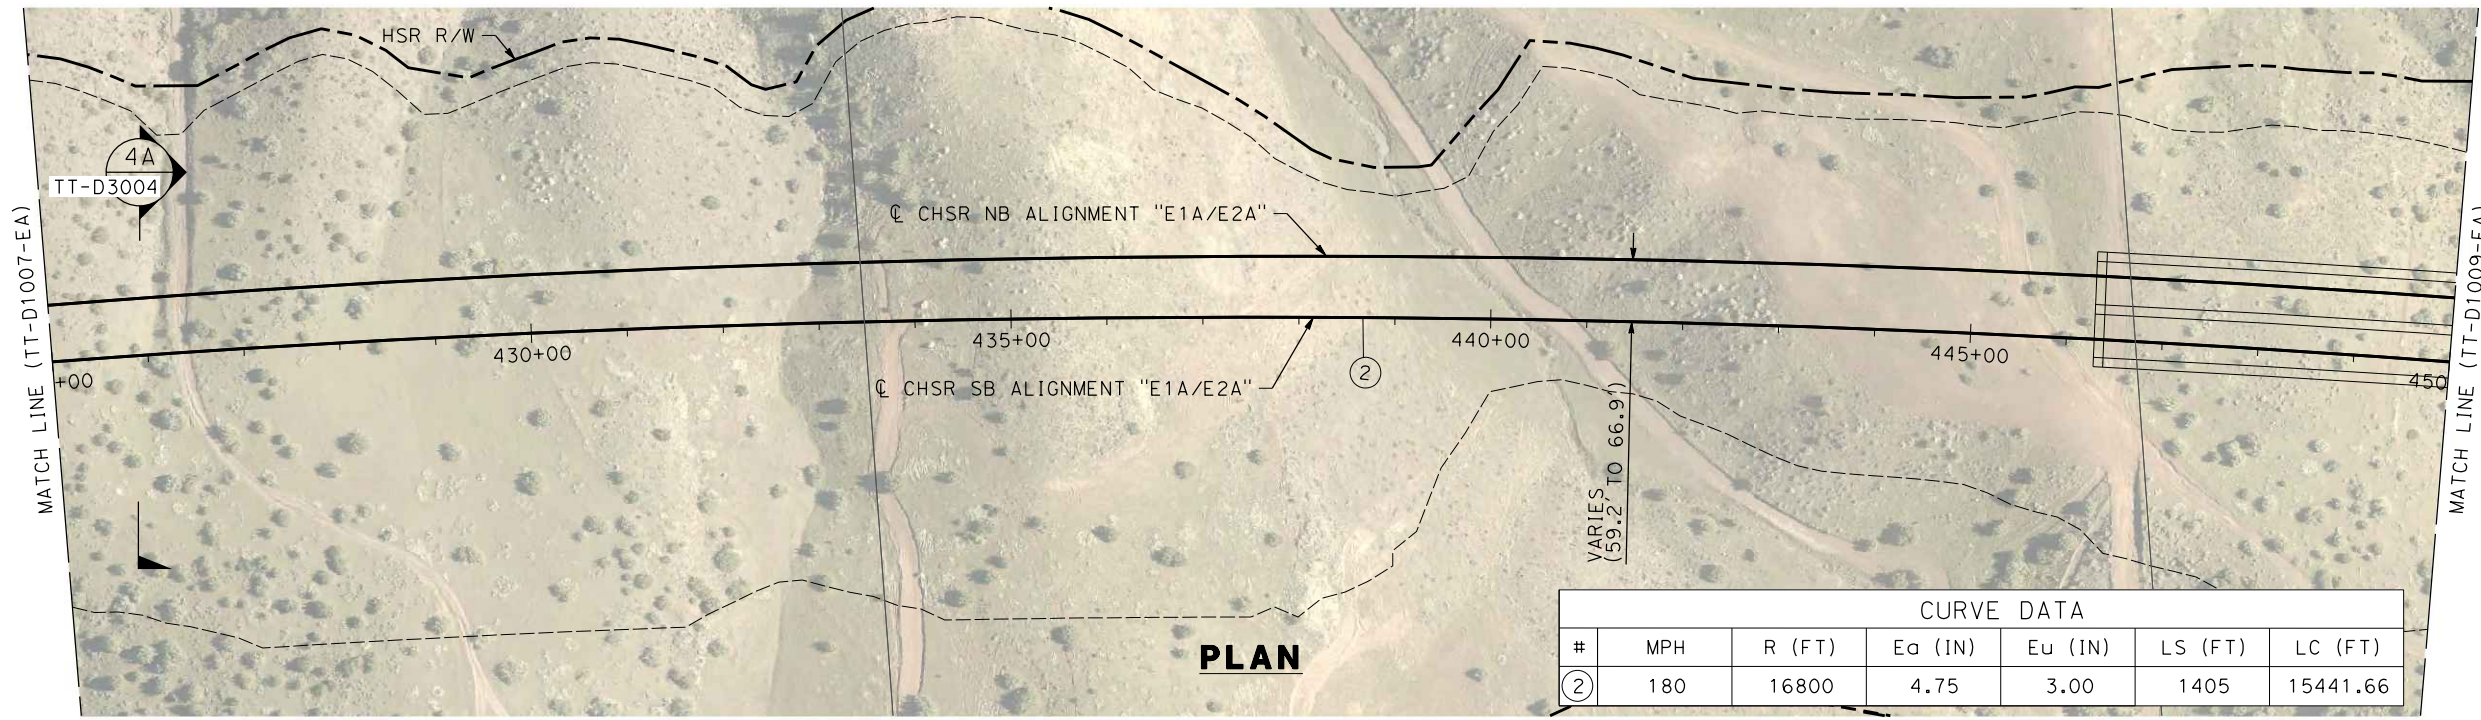 HSR R/W
4A
TT-D3004
MATCH LINE (TT-D1007-EA)
℄ CHSR NB ALIGNMENT "E1A/E2A"
+00
430+00
435+00
440+00
445+00
450
℄ CHSR SB ALIGNMENT "E1A/E2A"
2
VARIES
(59.2' TO 66.9')
MATCH LINE (TT-D1009-EA)
PLAN
CURVE DATA
# MPH R (FT) Ea (IN) Eu (IN) LS (FT) LC (FT)
2 180 16800 4.75 3.00 1405 15441.66